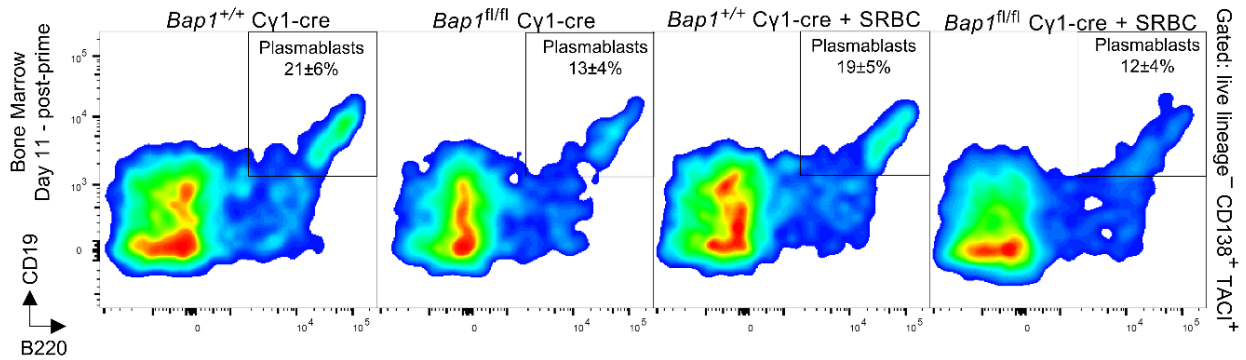 Bap1+/+ Cγ1-cre
Bap1fl/fl Cγ1-cre
Bap1+/+ Cγ1-cre + SRBC
Bap1fl/fl Cγ1-cre + SRBC
Bone Marrow
Day 11 - post-prime
CD19
B220
10⁵
10⁴
10³
0
Plasmablasts
21±6%
Plasmablasts
13±4%
Plasmablasts
19±5%
Plasmablasts
12±4%
0 10⁴ 10⁵
0 10⁴ 10⁵
0 10⁴ 10⁵
0 10⁴ 10⁵
Gated: live lineage⁻ CD138⁺ TACI⁺